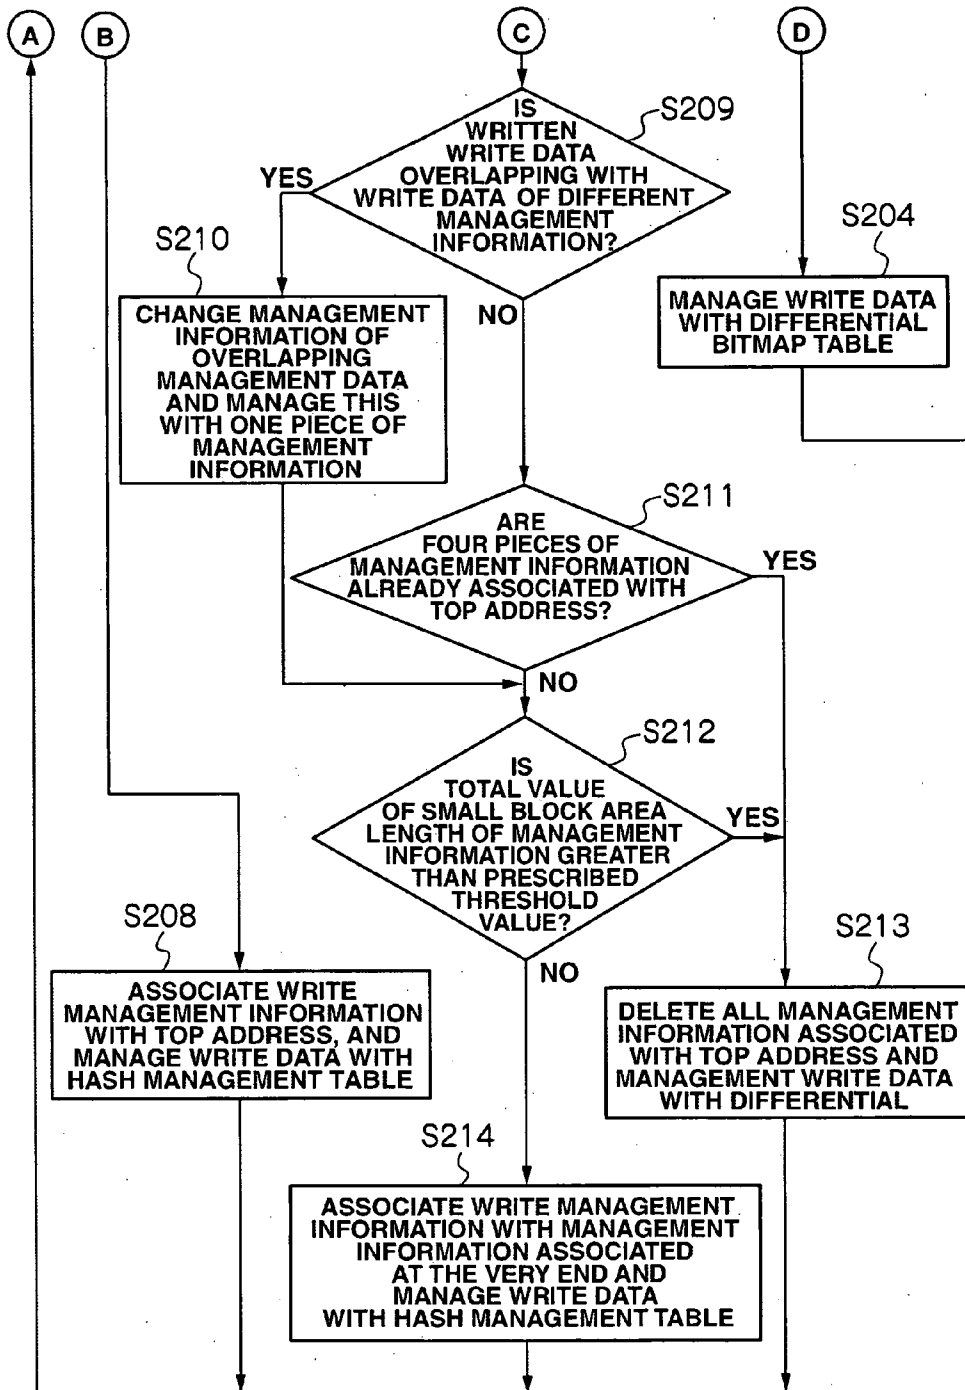 A
B
C
D
S209
IS
WRITTEN
WRITE DATA
OVERLAPPING WITH
WRITE DATA OF DIFFERENT
MANAGEMENT
INFORMATION?
YES
NO
S210
CHANGE MANAGEMENT
INFORMATION OF
OVERLAPPING
MANAGEMENT DATA
AND MANAGE THIS
WITH ONE PIECE OF
MANAGEMENT
INFORMATION
S204
MANAGE WRITE DATA
WITH DIFFERENTIAL
BITMAP TABLE
S211
ARE
FOUR PIECES OF
MANAGEMENT INFORMATION
ALREADY ASSOCIATED WITH
TOP ADDRESS?
YES
NO
S212
IS
TOTAL VALUE
OF SMALL BLOCK AREA
LENGTH OF MANAGEMENT
INFORMATION GREATER
THAN PRESCRIBED
THRESHOLD
VALUE?
YES
NO
S208
ASSOCIATE WRITE
MANAGEMENT INFORMATION
WITH TOP ADDRESS, AND
MANAGE WRITE DATA WITH
HASH MANAGEMENT TABLE
S213
DELETE ALL MANAGEMENT
INFORMATION ASSOCIATED
WITH TOP ADDRESS AND
MANAGEMENT WRITE DATA
WITH DIFFERENTIAL
S214
ASSOCIATE WRITE MANAGEMENT
INFORMATION WITH MANAGEMENT
INFORMATION ASSOCIATED
AT THE VERY END AND
MANAGE WRITE DATA
WITH HASH MANAGEMENT TABLE